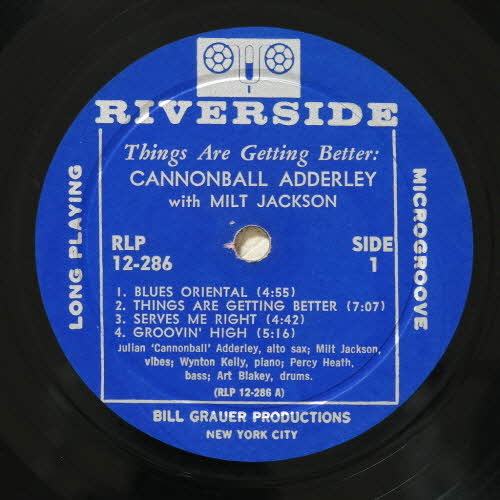 RIVERSIDE
Things Are Getting Better:
CANNONBALL ADDERLEY
with MILT JACKSON
LONG PLAYING
MICROGROOVE
RLP
12-286
SIDE
1
1. BLUES ORIENTAL (4:55)
2. THINGS ARE GETTING BETTER (7:07)
3. SERVES ME RIGHT (4:42)
4. GROOVIN' HIGH (5:16)
Julian 'Cannonball' Adderley, alto sax; Milt Jackson,
vibes; Wynton Kelly, piano; Percy Heath,
bass; Art Blakey, drums.
(RLP 12-286 A)
BILL GRAUER PRODUCTIONS
NEW YORK CITY